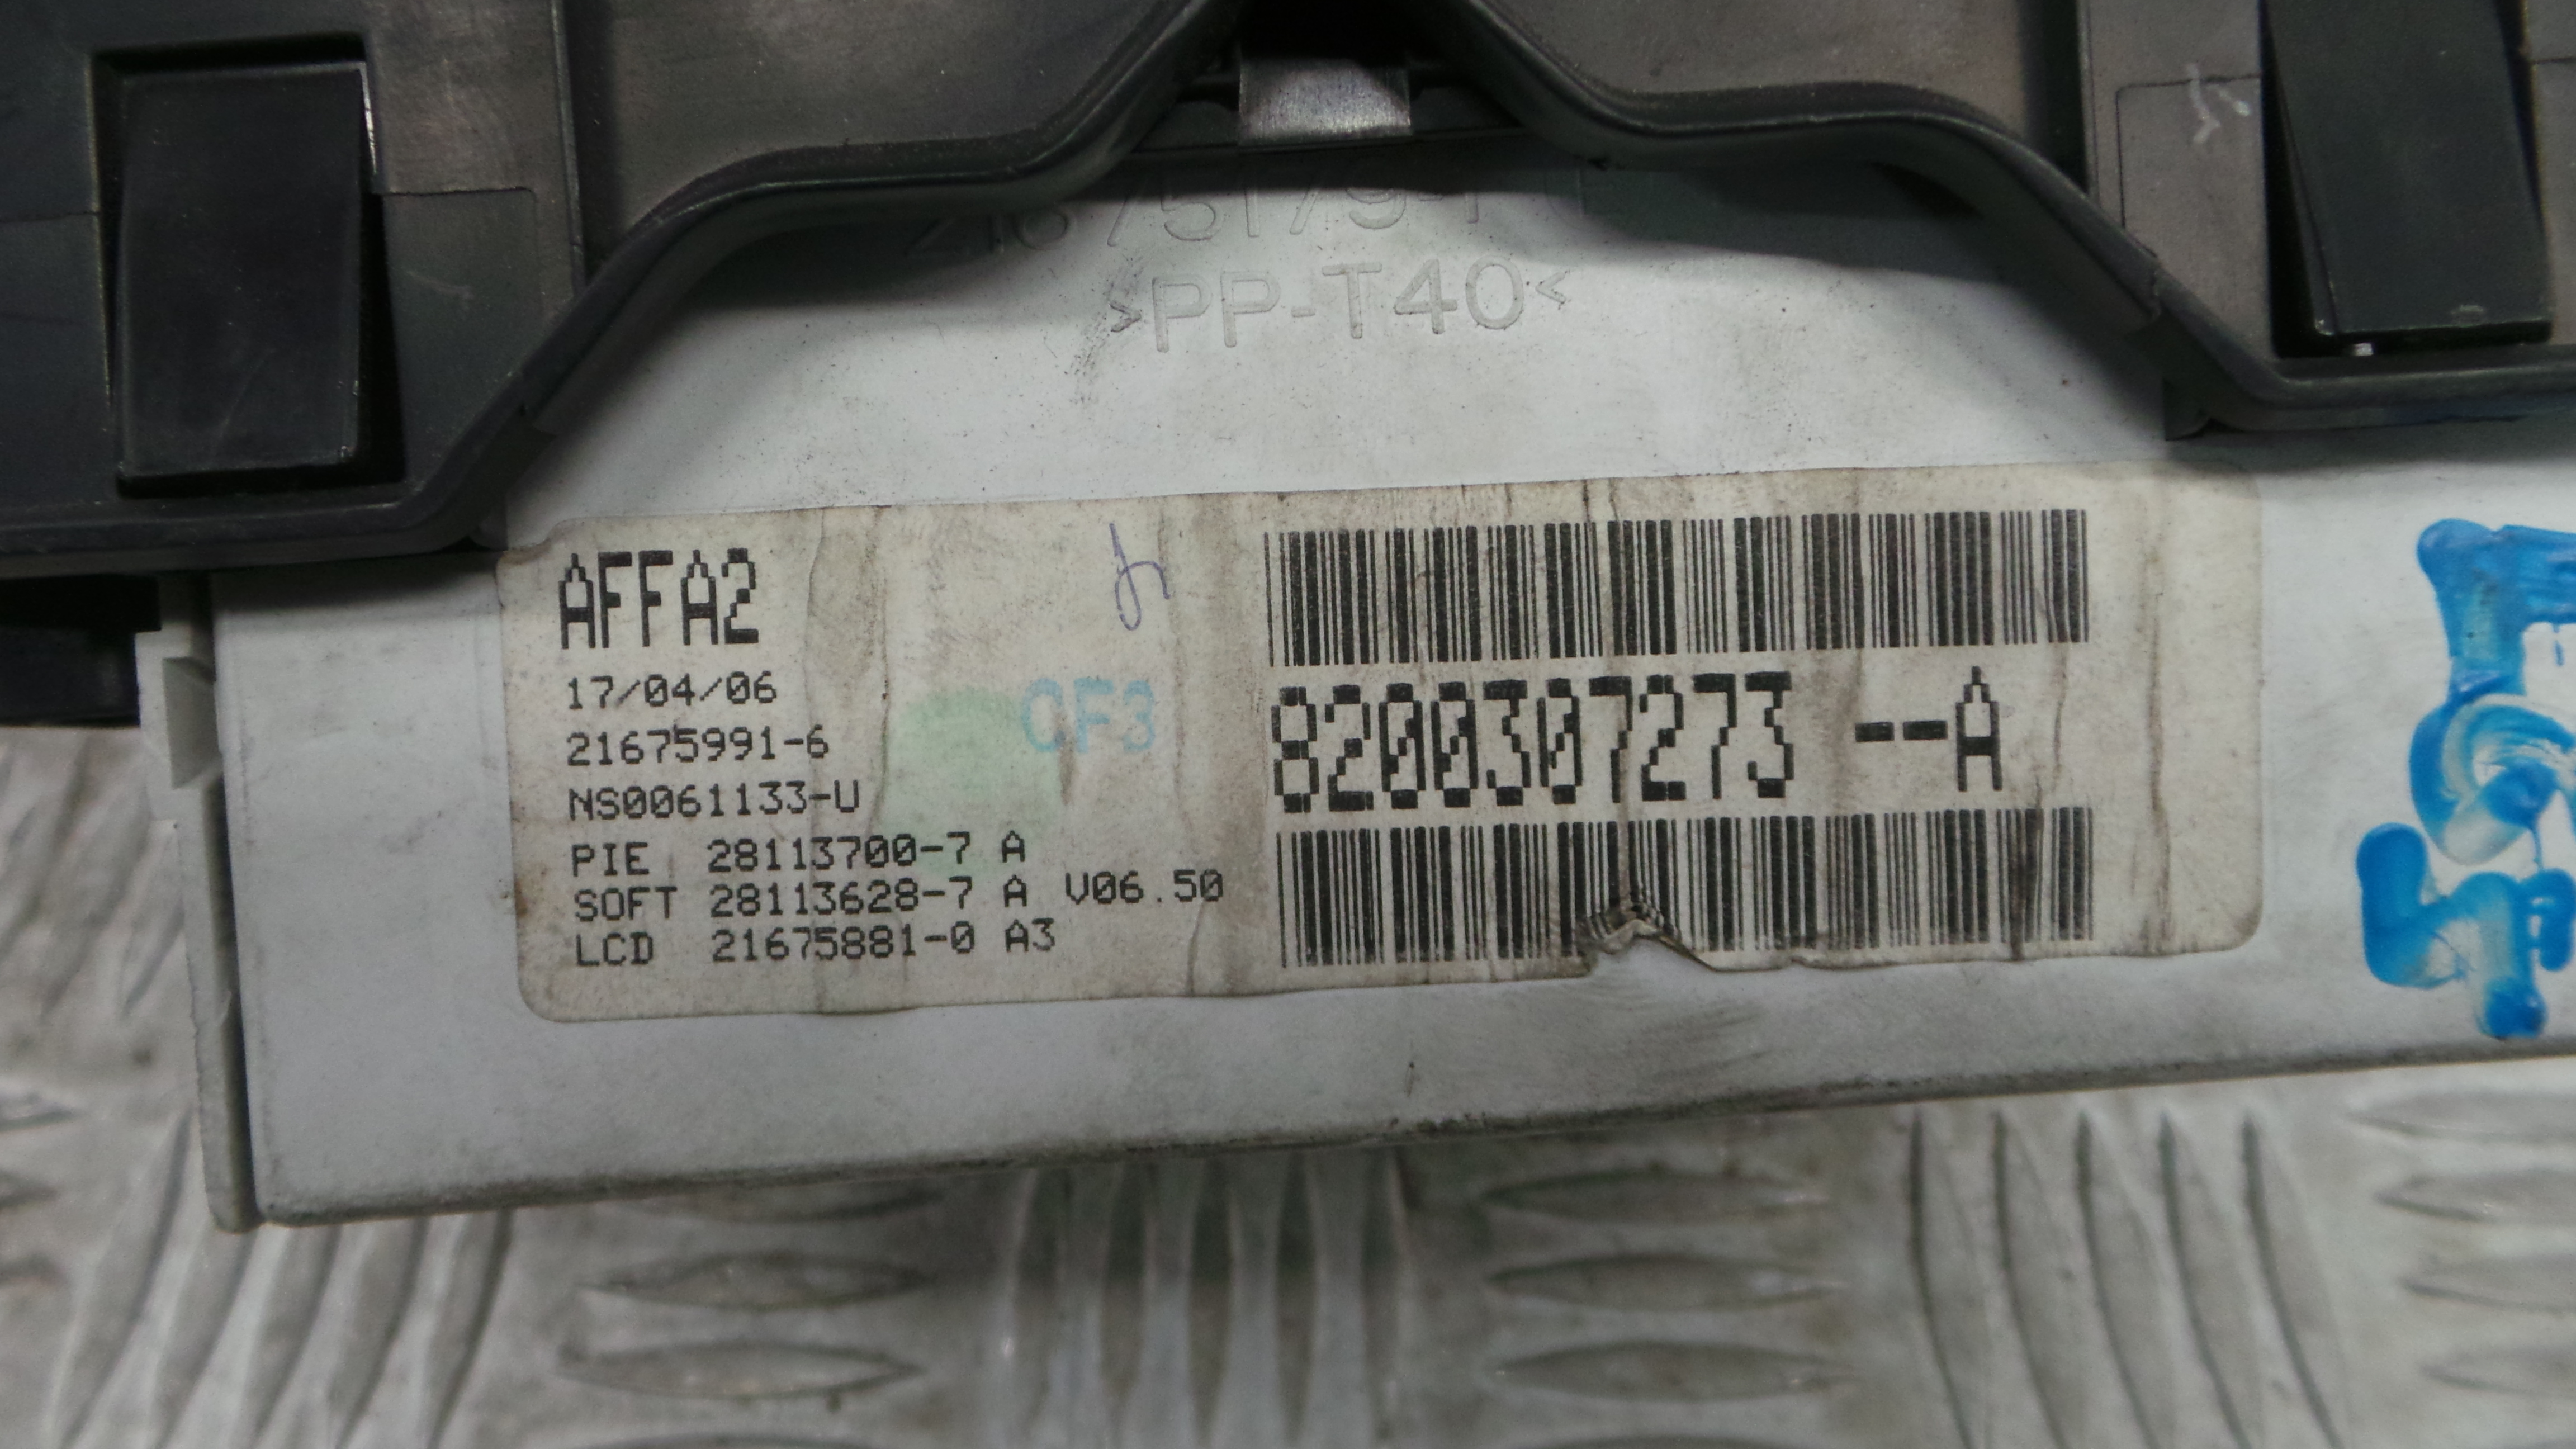 >PP-T40<
AFFA2
17/04/06
21675991-6
NS0061133-U
CF3
8200307273 --A
PIE 28113700-7 A
SOFT 28113628-7 A V06.50
LCD 21675881-0 A3